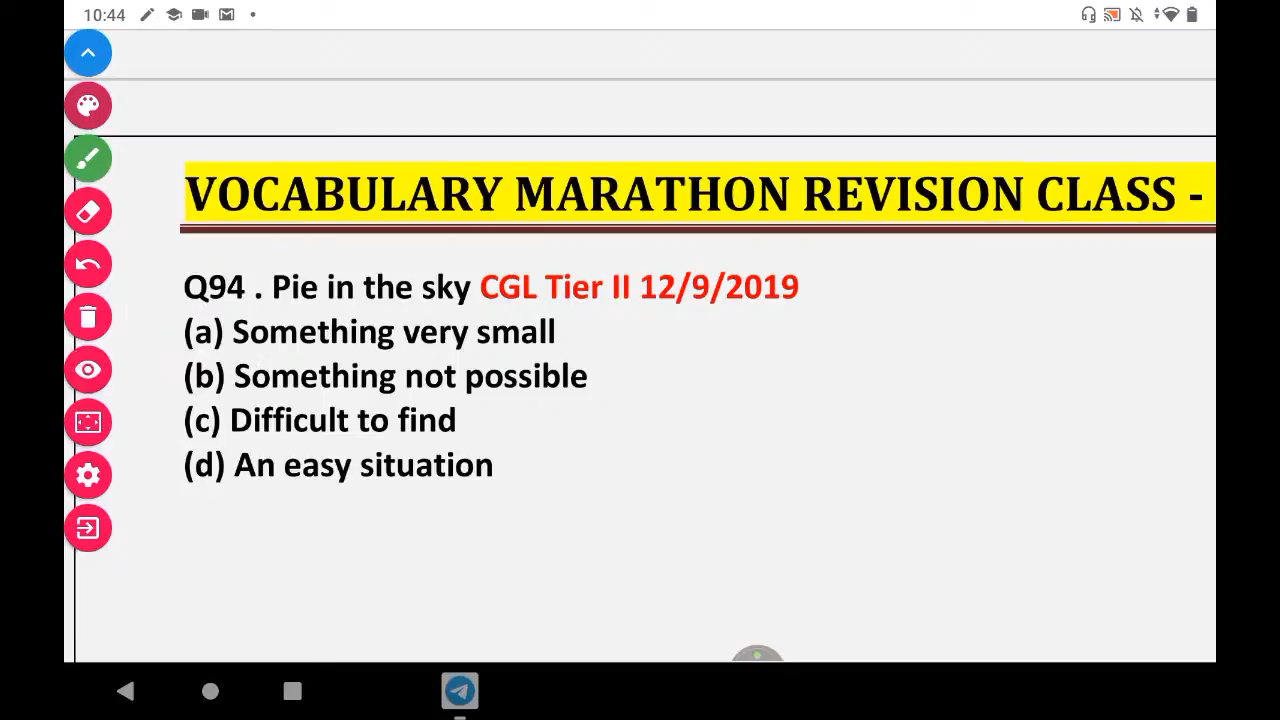 10:44
VOCABULARY MARATHON REVISION CLASS -
Q94 . Pie in the sky CGL Tier II 12/9/2019
(a) Something very small
(b) Something not possible
(c) Difficult to find
(d) An easy situation